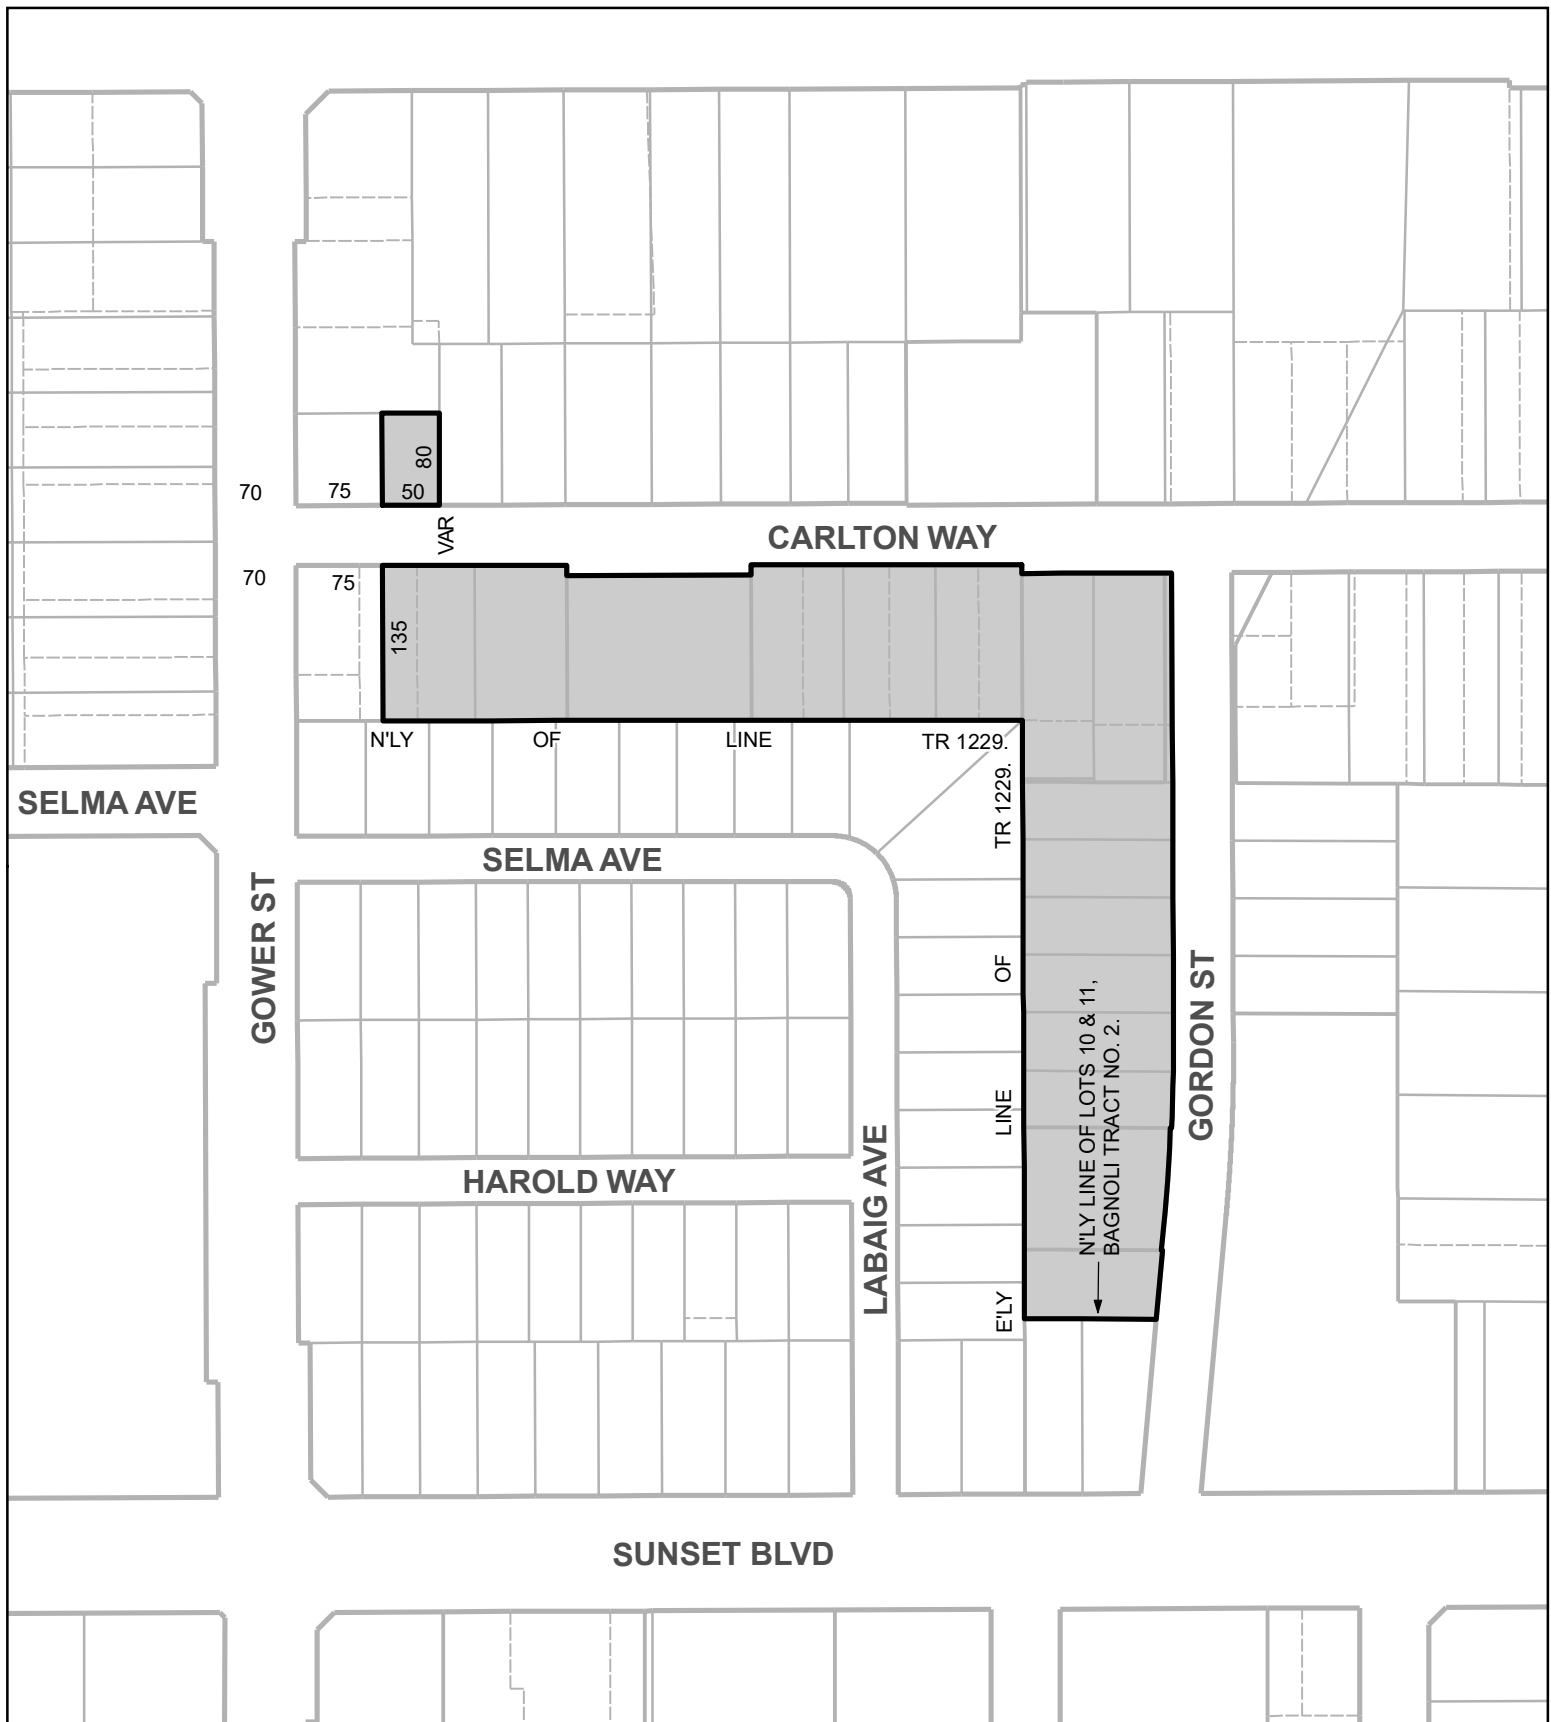 80
70
75
50
VAR
CARLTON WAY
70
75
135
N'LY OF LINE TR 1229.
TR 1229.
OF
LINE
E'LY
SELMA AVE
SELMA AVE
GOWER ST
N'LY LINE OF LOTS 10 & 11,
BAGNOLI TRACT NO. 2.
GORDON ST
LABAIG AVE
HAROLD WAY
SUNSET BLVD